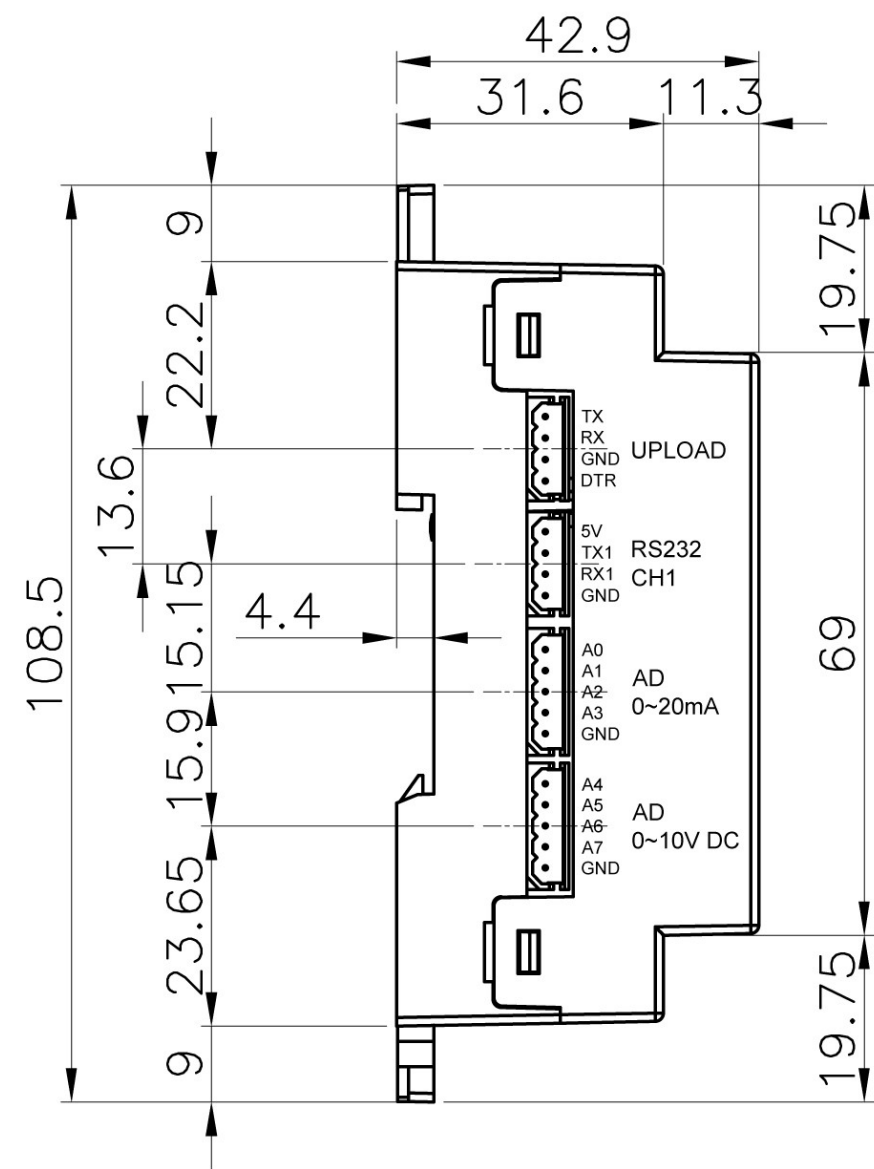 42.9
31.6
11.3
9
19.75
22.2
13.6
108.5
15.15
4.4
15.9
69
23.65
9
19.75
TX
RX
GND
DTR
UPLOAD
5V
TX1
RX1
GND
RS232
CH1
A0
A1
A2
A3
GND
AD
0~20mA
A4
A5
A6
A7
GND
AD
0~10V DC